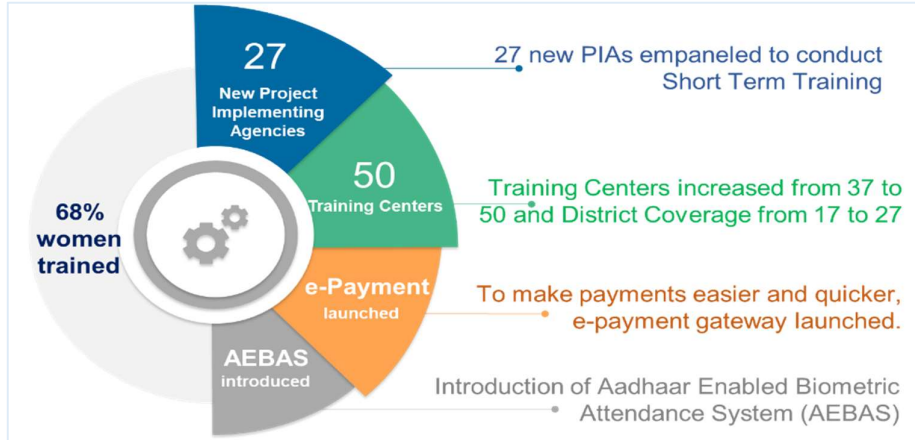 27
New Project
Implementing
Agencies
27 new PIAs empaneled to conduct
Short Term Training
50
Training Centers
Training Centers increased from 37 to
50 and District Coverage from 17 to 27
68%
women
trained
e-Payment
launched
To make payments easier and quicker,
e-payment gateway launched.
AEBAS
introduced
Introduction of Aadhaar Enabled Biometric
Attendance System (AEBAS)